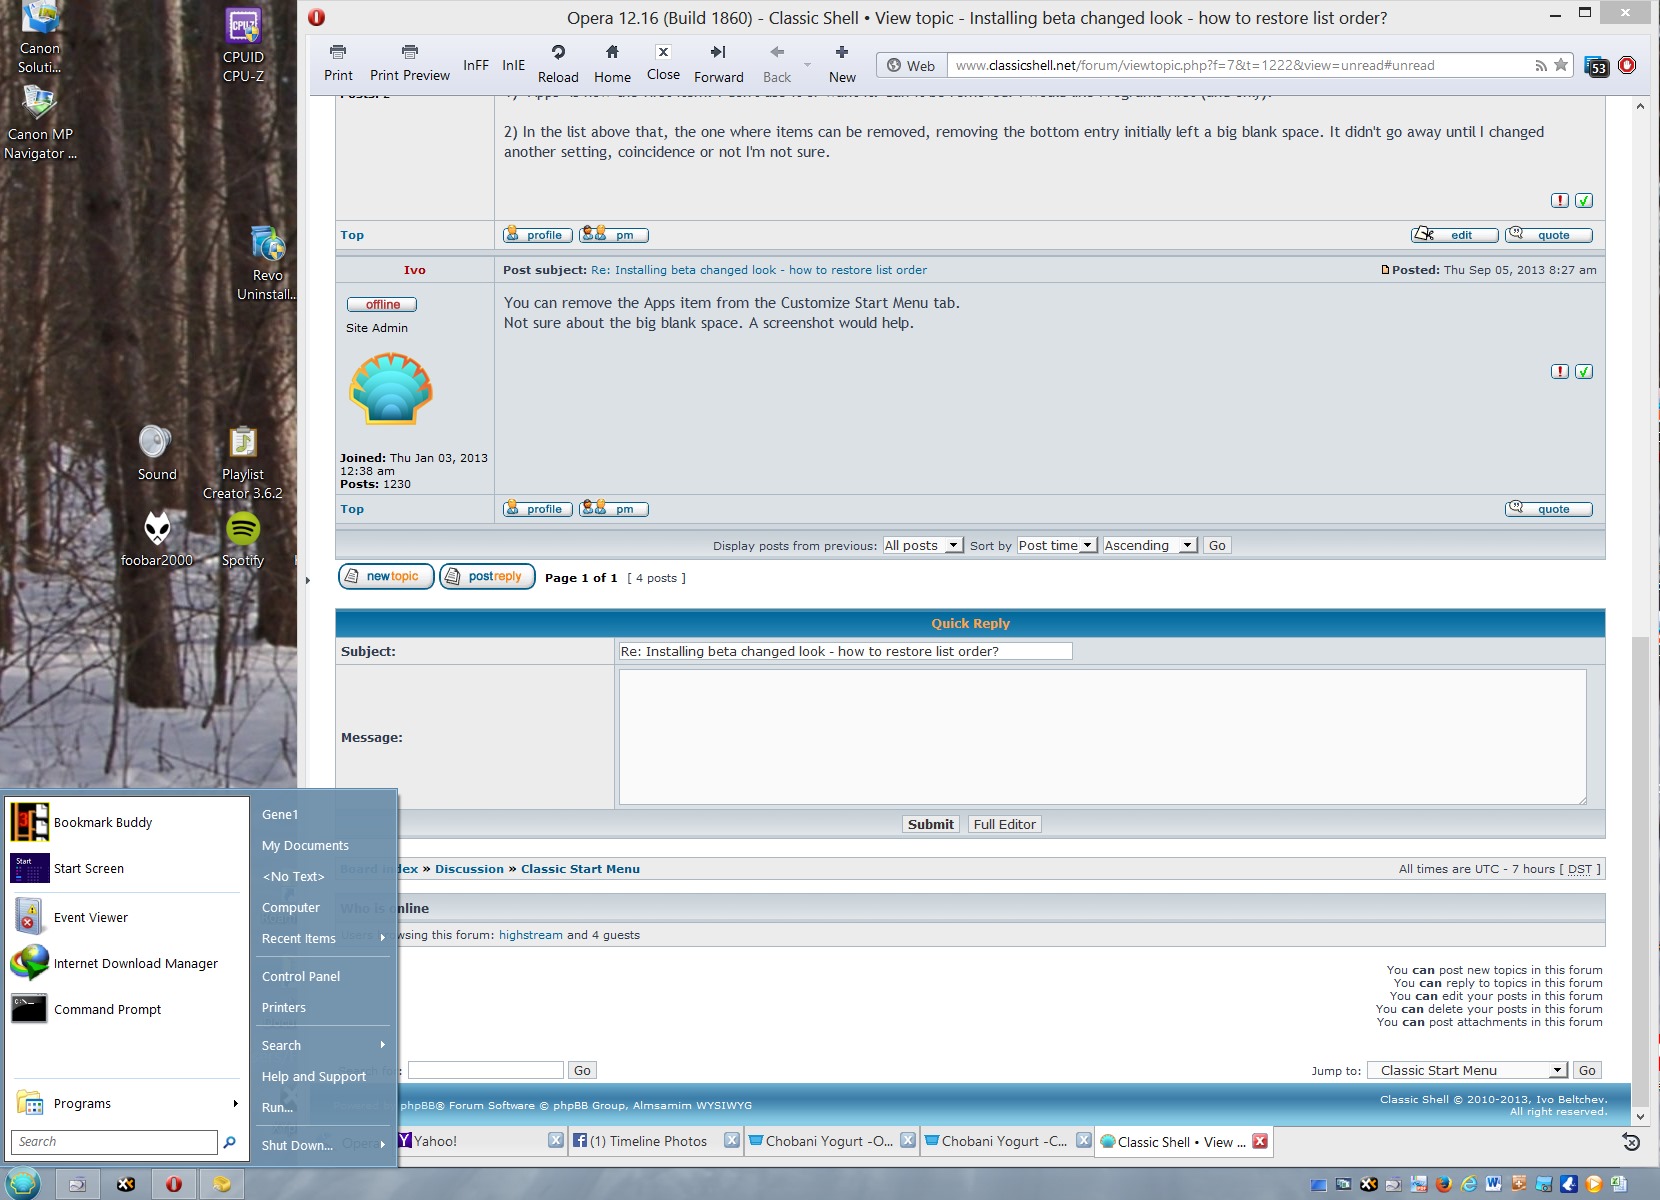 Canon
Soluti...
CPUID
CPU-Z
Canon MP
Navigator ...
Revo
Uninstall...
Sound
Playlist
Creator 3.6.2
foobar2000
Spotify
Opera 12.16 (Build 1860) - Classic Shell • View topic - Installing beta changed look - how to restore list order?
Print
Print Preview
InFF
InIE
Reload
Home
Close
Forward
Back
New
Web
www.classicshell.net/forum/viewtopic.php?f=7&t=1222&view=unread#unread
53
2) In the list above that, the one where items can be removed, removing the bottom entry initially left a big blank space. It didn't go away until I changed
another setting, coincidence or not I'm not sure.
Top
profile
pm
edit
quote
Ivo
Post subject: Re: Installing beta changed look - how to restore list order
Posted: Thu Sep 05, 2013 8:27 am
offline
Site Admin
You can remove the Apps item from the Customize Start Menu tab.
Not sure about the big blank space. A screenshot would help.
Joined: Thu Jan 03, 2013
12:38 am
Posts: 1230
Top
profile
pm
quote
Display posts from previous: All posts Sort by Post time Ascending Go
newtopic
postreply
Page 1 of 1 [ 4 posts ]
Quick Reply
Subject:
Re: Installing beta changed look - how to restore list order?
Message:
Submit
Full Editor
Board index » Discussion » Classic Start Menu
All times are UTC - 7 hours [ DST ]
Who is online
Users browsing this forum: highstream and 4 guests
You can post new topics in this forum
You can reply to topics in this forum
You can edit your posts in this forum
You can delete your posts in this forum
You can post attachments in this forum
Go
Jump to: Classic Start Menu Go
Powered by phpBB® Forum Software © phpBB Group, Almsamim WYSIWYG
Classic Shell © 2010-2013, Ivo Beltchev.
All right reserved.
Yahoo!
(1) Timeline Photos
Chobani Yogurt -O...
Chobani Yogurt -C...
Classic Shell • View ...
Bookmark Buddy
Start
Start Screen
Event Viewer
Internet Download Manager
Command Prompt
Programs
Search
Gene1
My Documents
<No Text>
Computer
Recent Items
Control Panel
Printers
Search
Help and Support
Run...
Shut Down...